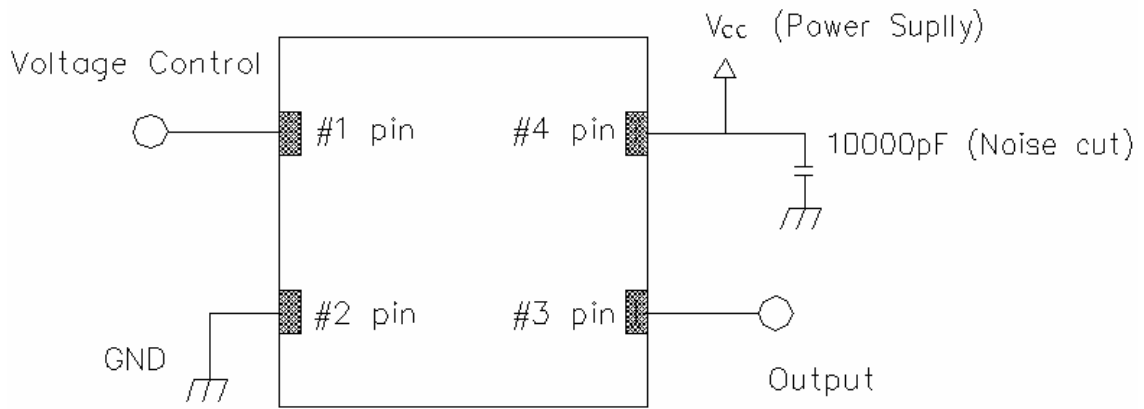 Vcc (Power Suplly)
Voltage Control
#1 pin
#4 pin
10000pF (Noise cut)
#2 pin
#3 pin
GND
Output